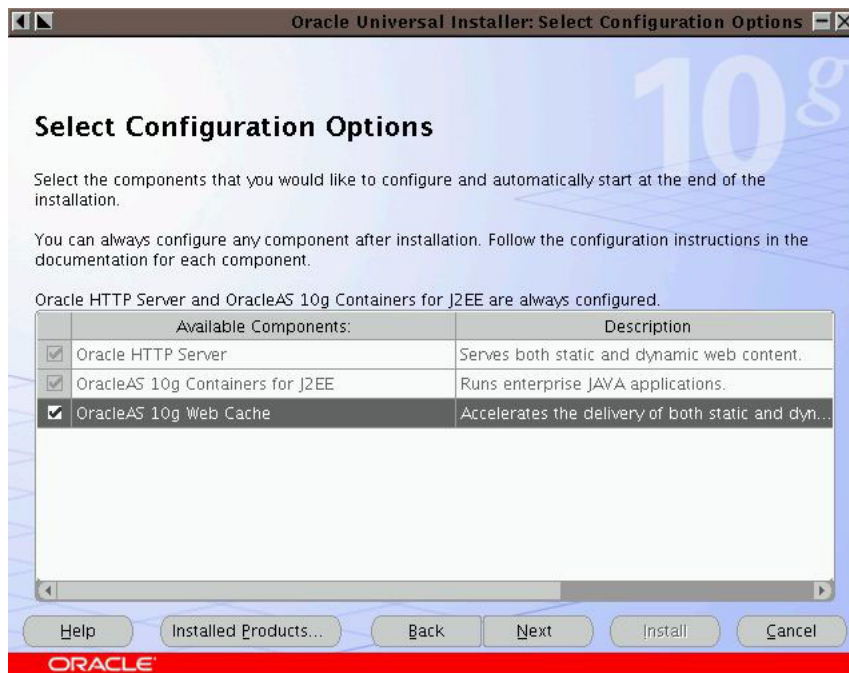 Oracle Universal Installer: Select Configuration Options
10g
Select Configuration Options
Select the components that you would like to configure and automatically start at the end of the
installation.
You can always configure any component after installation. Follow the configuration instructions in the
documentation for each component.
Oracle HTTP Server and OracleAS 10g Containers for J2EE are always configured.
Available Components: Description
Oracle HTTP Server Serves both static and dynamic web content.
OracleAS 10g Containers for J2EE Runs enterprise JAVA applications.
OracleAS 10g Web Cache Accelerates the delivery of both static and dyn...
Help Installed Products... Back Next Install Cancel
ORACLE